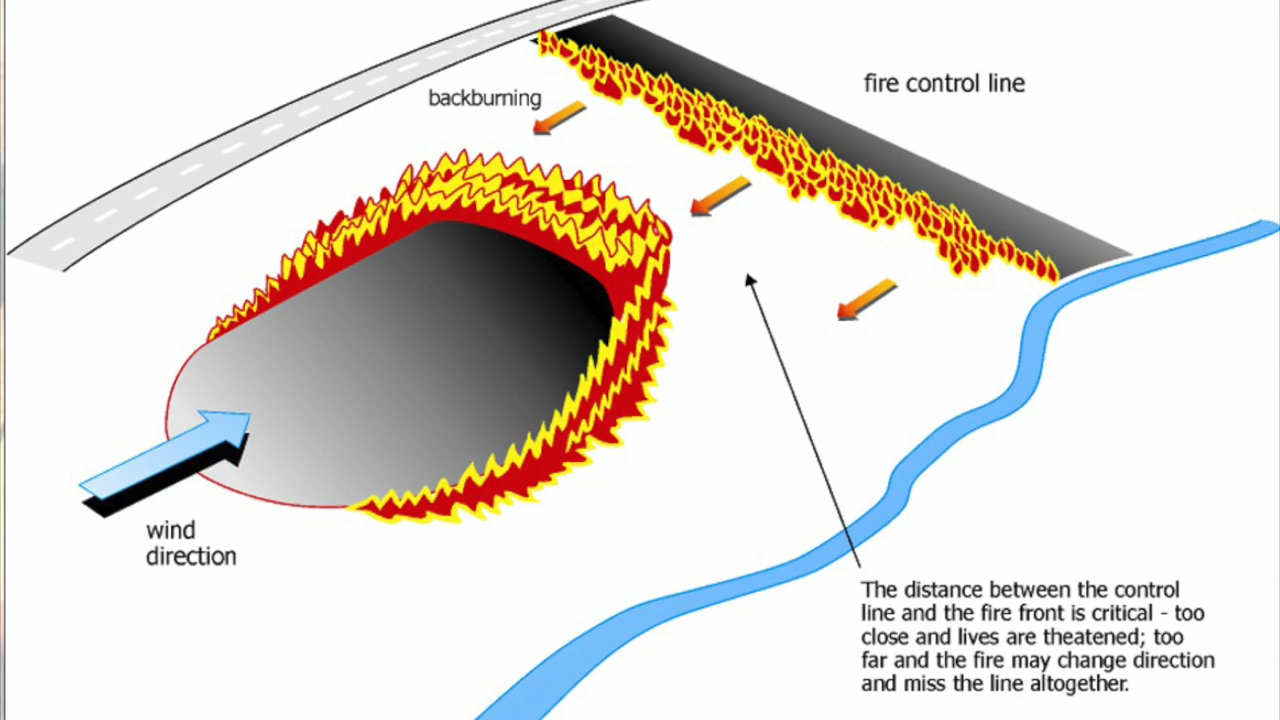 fire control line
backburning
wind
direction
The distance between the control
line and the fire front is critical - too
close and lives are theatened; too
far and the fire may change direction
and miss the line altogether.